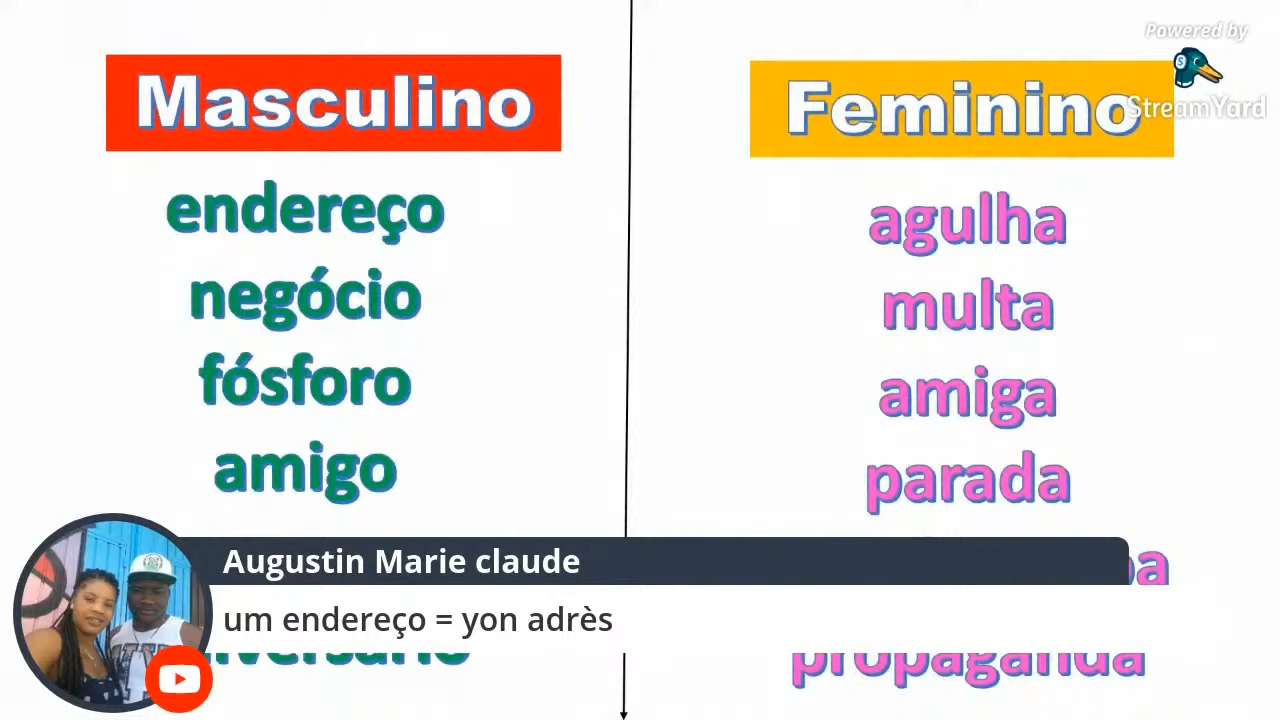 Powered by
StreamYard
Masculino
endereço
negócio
fósforo
amigo
Feminino
agulha
multa
amiga
parada
propaganda
Augustin Marie claude
um endereço = yon adrès